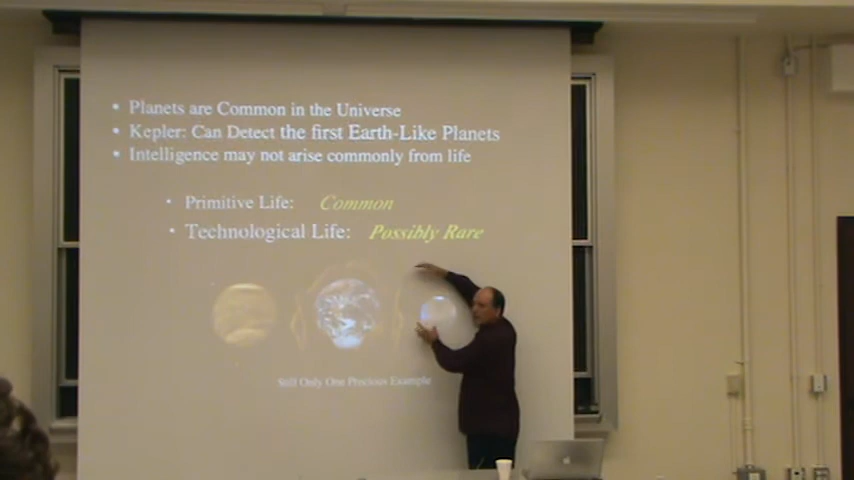 • Planets are Common in the Universe
• Kepler: Can Detect the first Earth-Like Planets
• Intelligence may not arise commonly from life
• Primitive Life: Common
• Technological Life: Possibly Rare
Still Only One Precious Example